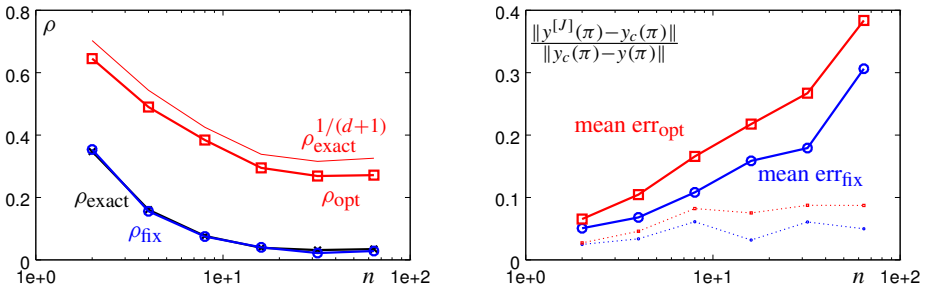 0.8
ρ
0.6
0.4
0.2
0
ρ_exact^{1/(d+1)}
ρ_exact
ρ_opt
ρ_fix
1e+0
1e+1
n
1e+2
0.4
‖y^{[J]}(π)−y_c(π)‖
‖y_c(π)−y(π)‖
0.3
0.2
0.1
0
mean err_opt
mean err_fix
1e+0
1e+1
n
1e+2